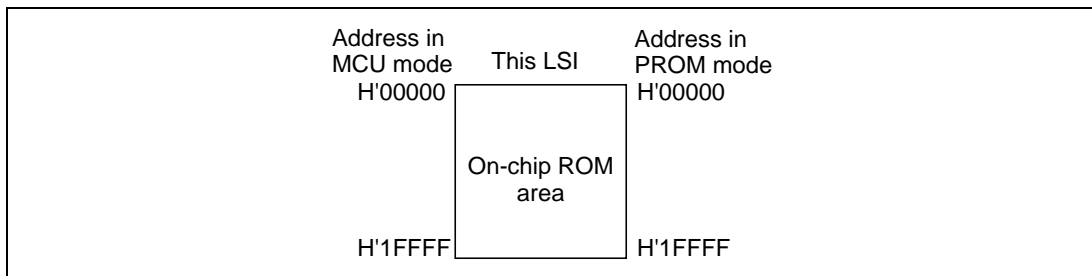 Address in
MCU mode
This LSI
Address in
PROM mode
H'00000
H'00000
On-chip ROM
area
H'1FFFF
H'1FFFF